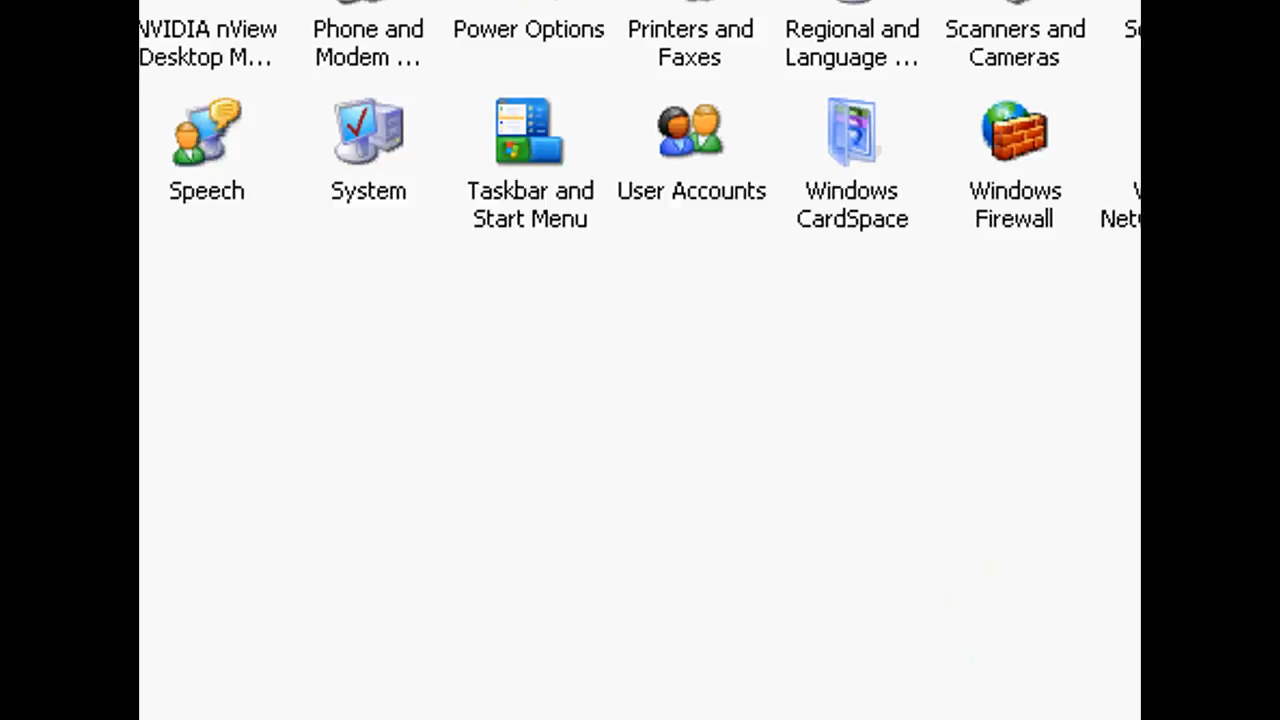 NVIDIA nView Phone and Power Options Printers and Regional and Scanners and
Desktop M... Modem ... Faxes Language ... Cameras
Speech System Taskbar and User Accounts Windows Windows
Start Menu CardSpace Firewall